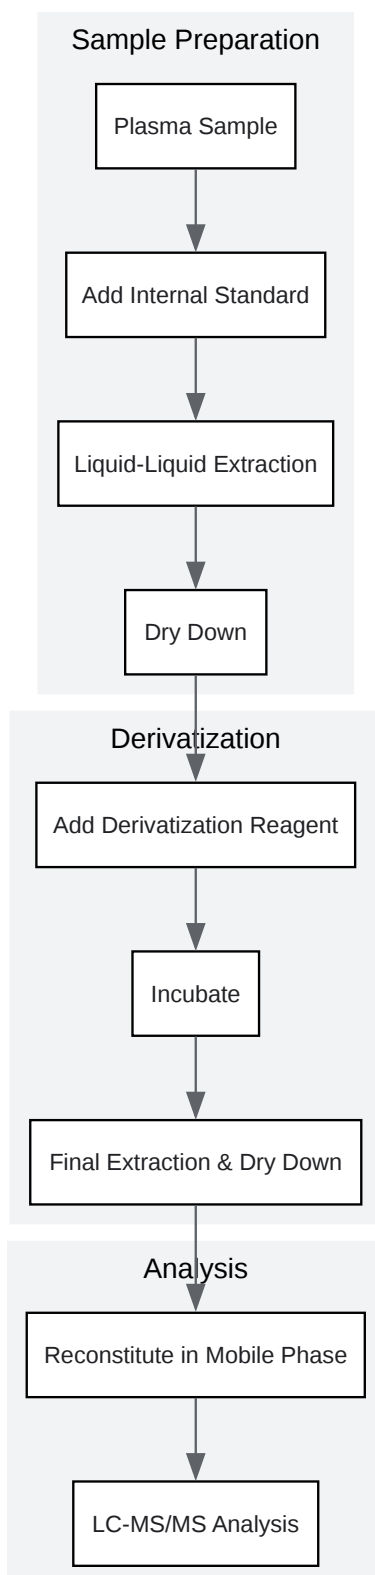 Sample Preparation
Plasma Sample
Add Internal Standard
Liquid-Liquid Extraction
Dry Down
Derivatization
Add Derivatization Reagent
Incubate
Final Extraction & Dry Down
Analysis
Reconstitute in Mobile Phase
LC-MS/MS Analysis